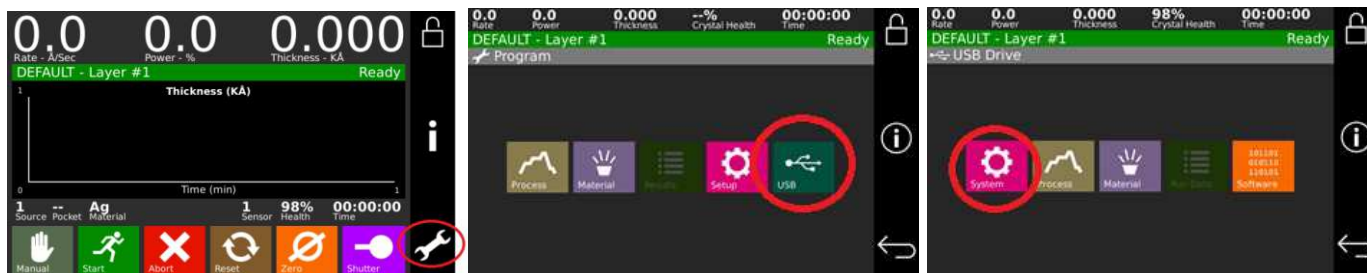 0.0 0.0 0.000
Rate - Å/Sec Power - % Thickness - KÅ
DEFAULT - Layer #1 Ready
1
Thickness (KÅ)
0 Time (min) 1
1 -- Ag 1 98% 00:00:00
Source Pocket Material Sensor Health Time
Manual Start Abort Reset Zero Shutter
0.0 0.0 0.000 --% 00:00:00
Rate Power Thickness Crystal Health Time
DEFAULT - Layer #1 Ready
Program
Process Material Results Setup USB
0.0 0.0 0.000 98% 00:00:00
Rate Power Thickness Crystal Health Time
DEFAULT - Layer #1 Ready
USB Drive
101101
010110
110101
System Process Material Software